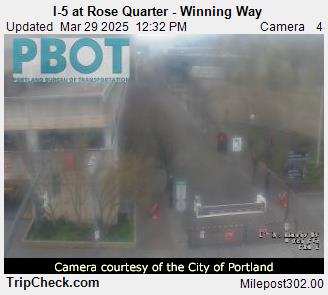 I-5 at Rose Quarter - Winning Way
Updated Mar 29 2025 12:32 PM Camera 4
PBOT
PORTLAND BUREAU OF TRANSPORTATION
Camera courtesy of the City of Portland
TripCheck.com Milepost302.00